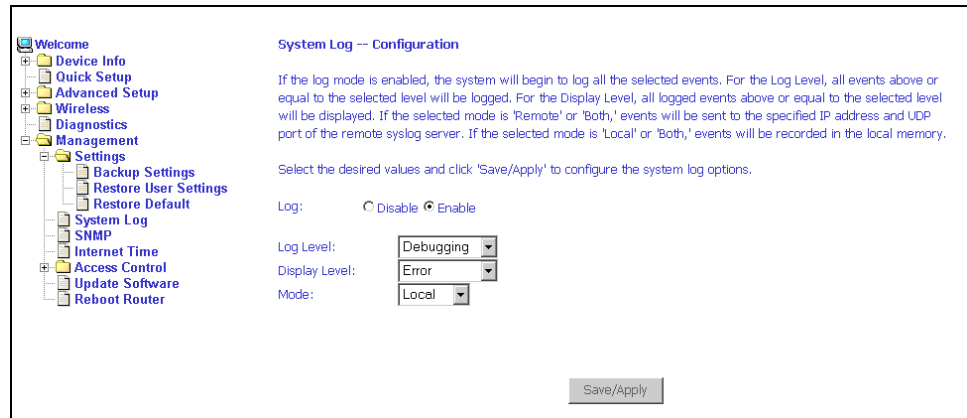 Welcome
Device Info
Quick Setup
Advanced Setup
Wireless
Diagnostics
Management
Settings
Backup Settings
Restore User Settings
Restore Default
System Log
SNMP
Internet Time
Access Control
Update Software
Reboot Router
System Log -- Configuration
If the log mode is enabled, the system will begin to log all the selected events. For the Log Level, all events above or
equal to the selected level will be logged. For the Display Level, all logged events above or equal to the selected level
will be displayed. If the selected mode is 'Remote' or 'Both,' events will be sent to the specified IP address and UDP
port of the remote syslog server. If the selected mode is 'Local' or 'Both,' events will be recorded in the local memory.
Select the desired values and click 'Save/Apply' to configure the system log options.
Log: Disable Enable
Log Level: Debugging
Display Level: Error
Mode: Local
Save/Apply